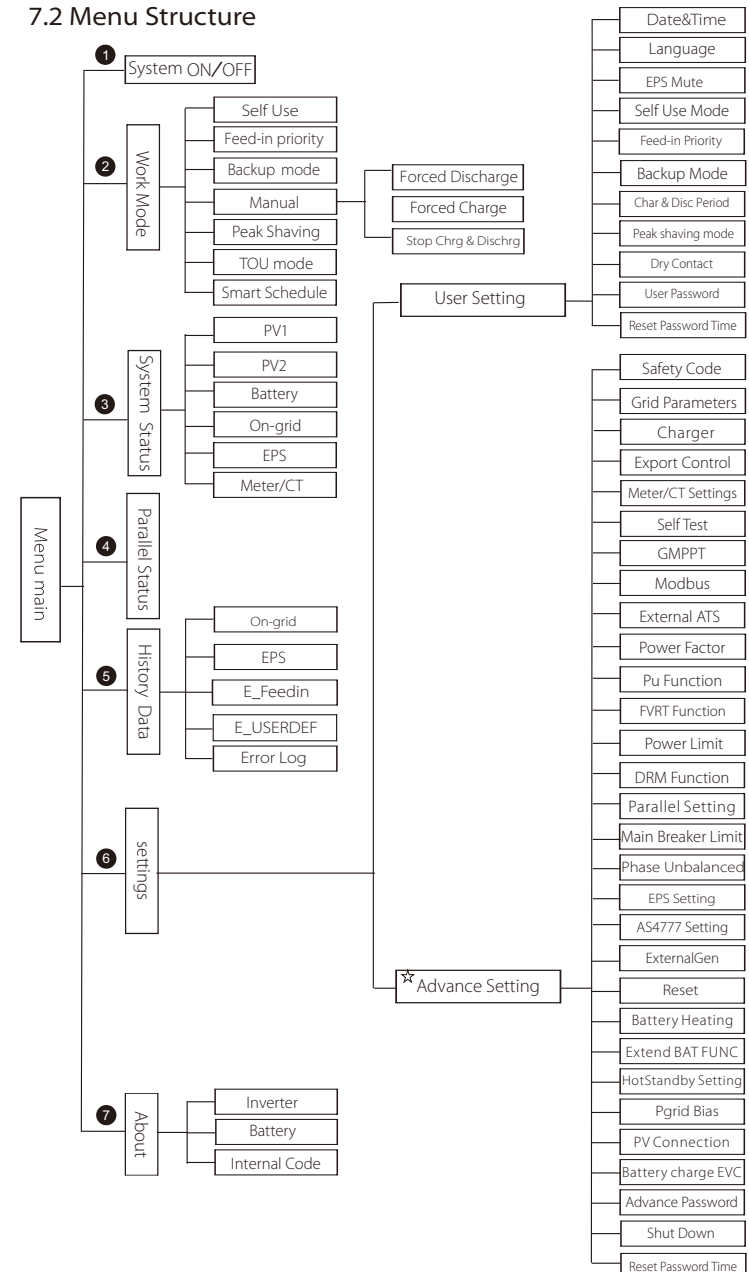 7.2 Menu Structure
Menu main
1
System ON/OFF
2
Work Mode
Self Use
Feed-in priority
Backup mode
Manual
Peak Shaving
TOU mode
Smart Schedule
Forced Discharge
Forced Charge
Stop Chrg & Dischrg
3
System Status
PV1
PV2
Battery
On-grid
EPS
Meter/CT
4
Parallel Status
5
History Data
On-grid
EPS
E_Feedin
E_USERDEF
Error Log
6
settings
User Setting
Date&Time
Language
EPS Mute
Self Use Mode
Feed-in Priority
Backup Mode
Char & Disc Period
Peak shaving mode
Dry Contact
User Password
Reset Password Time
☆Advance Setting
Safety Code
Grid Parameters
Charger
Export Control
Meter/CT Settings
Self Test
GMPPT
Modbus
External ATS
Power Factor
Pu Function
FVRT Function
Power Limit
DRM Function
Parallel Setting
Main Breaker Limit
Phase Unbalanced
EPS Setting
AS4777 Setting
ExternalGen
Reset
Battery Heating
Extend BAT FUNC
HotStandby Setting
Pgrid Bias
PV Connection
Battery charge EVC
Advance Password
Shut Down
Reset Password Time
7
About
Inverter
Battery
Internal Code